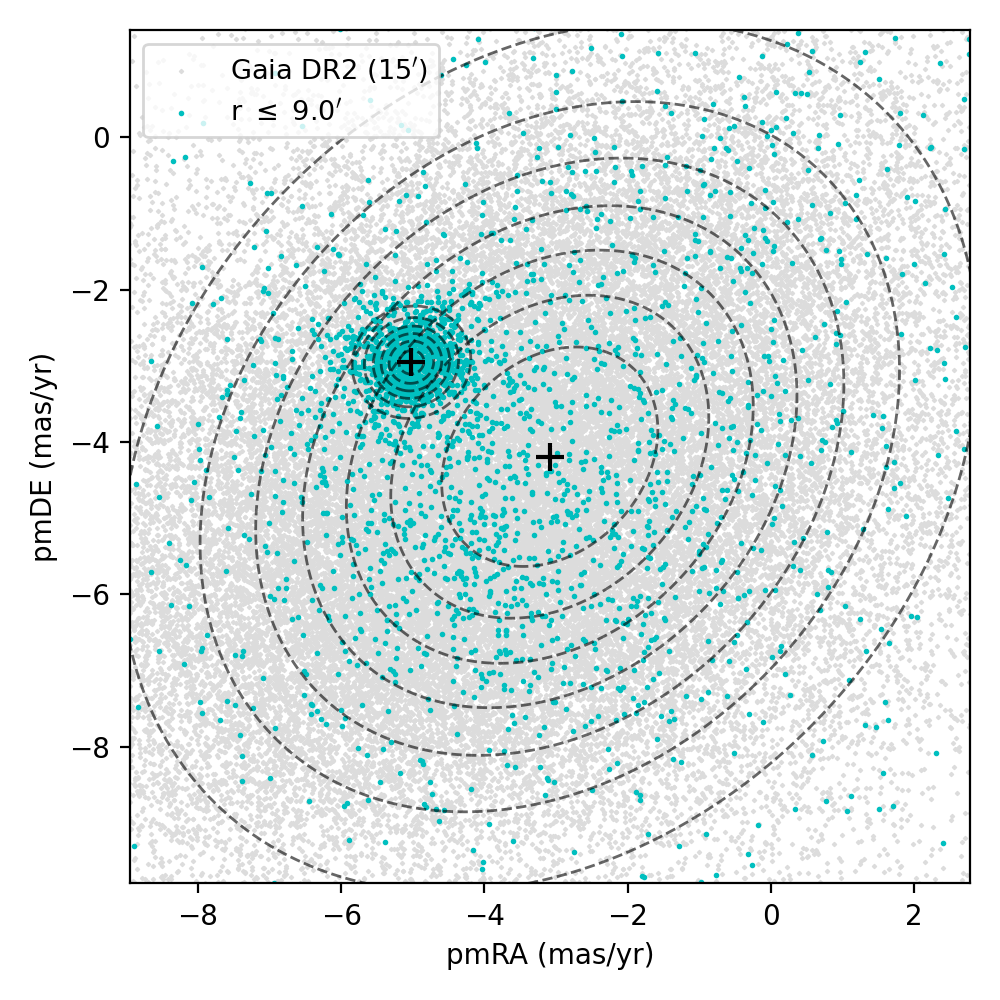 Gaia DR2 (15′)
r ≤ 9.0′
0
−2
−4
−6
−8
pmDE (mas/yr)
−8 −6 −4 −2 0 2
pmRA (mas/yr)